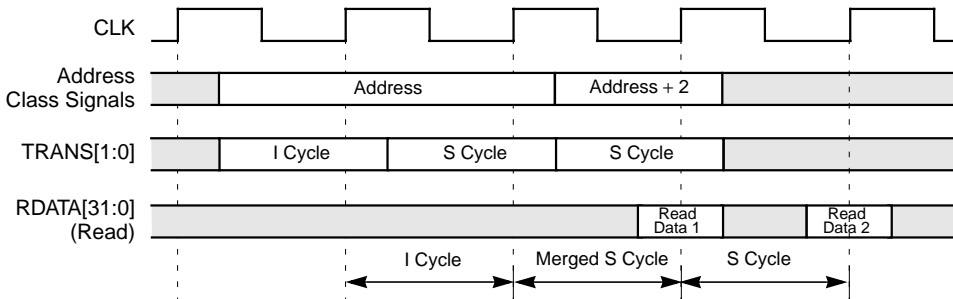 CLK
Address
Class Signals
Address
Address + 2
TRANS[1:0]
I Cycle
S Cycle
S Cycle
RDATA[31:0]
(Read)
Read
Data 1
Read
Data 2
I Cycle
Merged S Cycle
S Cycle